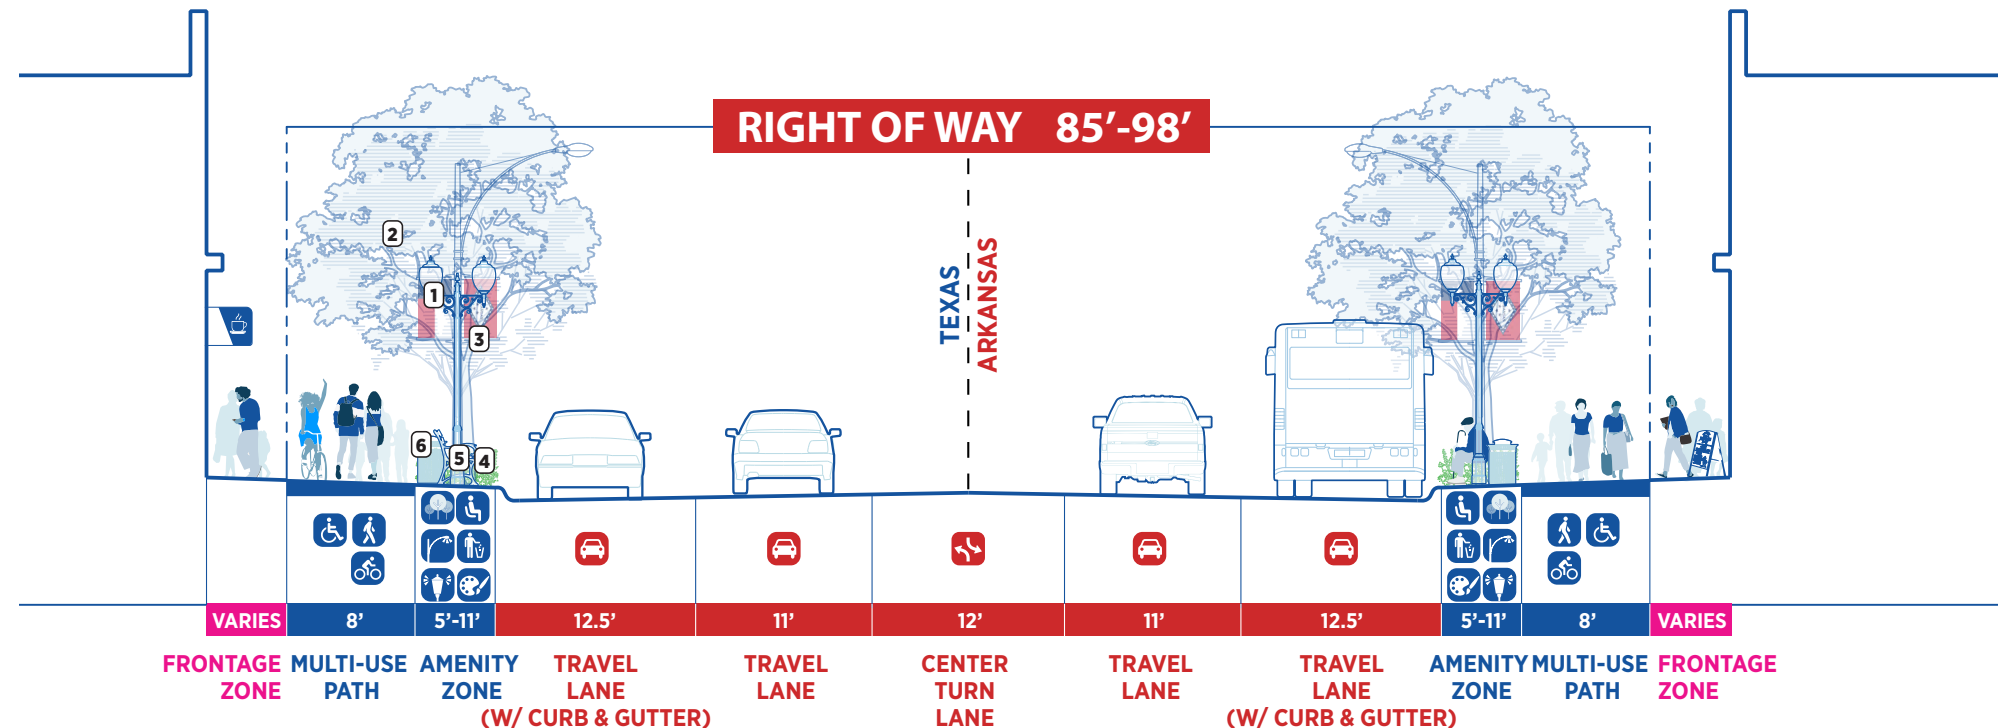 RIGHT OF WAY 85’-98’
TEXAS
ARKANSAS
2
1
3
6
5
4
VARIES
8’
5’-11’
12.5’
11’
12’
11’
12.5’
5’-11’
8’
VARIES
FRONTAGE
ZONE
MULTI-USE
PATH
AMENITY
ZONE
TRAVEL
LANE
(W/ CURB & GUTTER)
TRAVEL
LANE
CENTER
TURN
LANE
TRAVEL
LANE
TRAVEL
LANE
(W/ CURB & GUTTER)
AMENITY
ZONE
MULTI-USE
PATH
FRONTAGE
ZONE